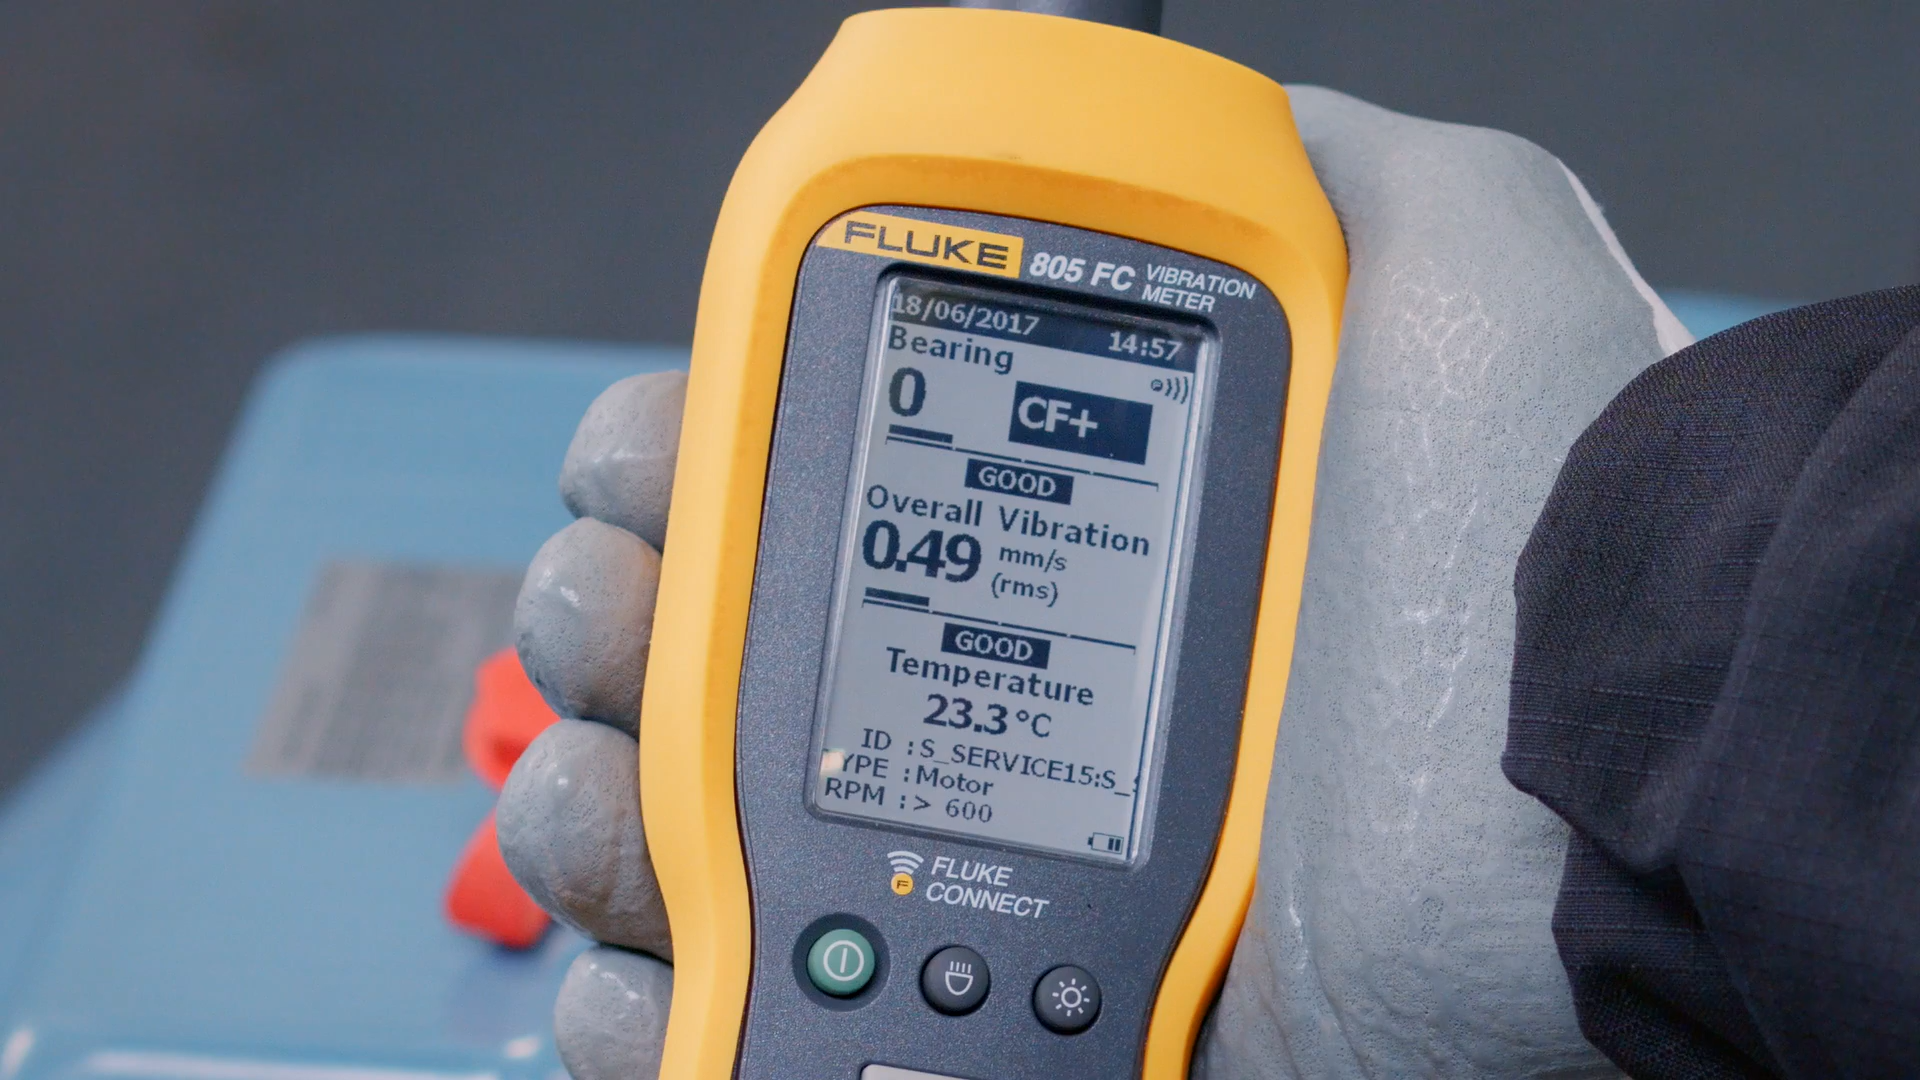 FLUKE 805 FC VIBRATION
METER
18/06/2017 14:57
Bearing
0 CF+
GOOD
Overall Vibration
0.49 mm/s
(rms)
GOOD
Temperature
23.3°C
ID :S_SERVICE15:S_
YPE :Motor
RPM :> 600
FLUKE
CONNECT